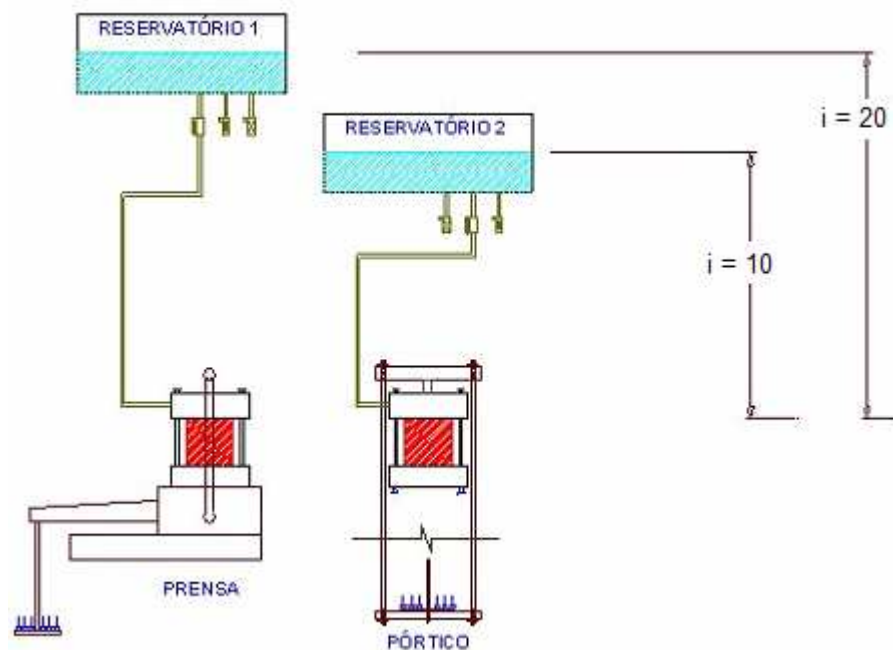 RESERVATÓRIO 1
RESERVATÓRIO 2
i = 20
i = 10
PRENSA
PÓRTICO